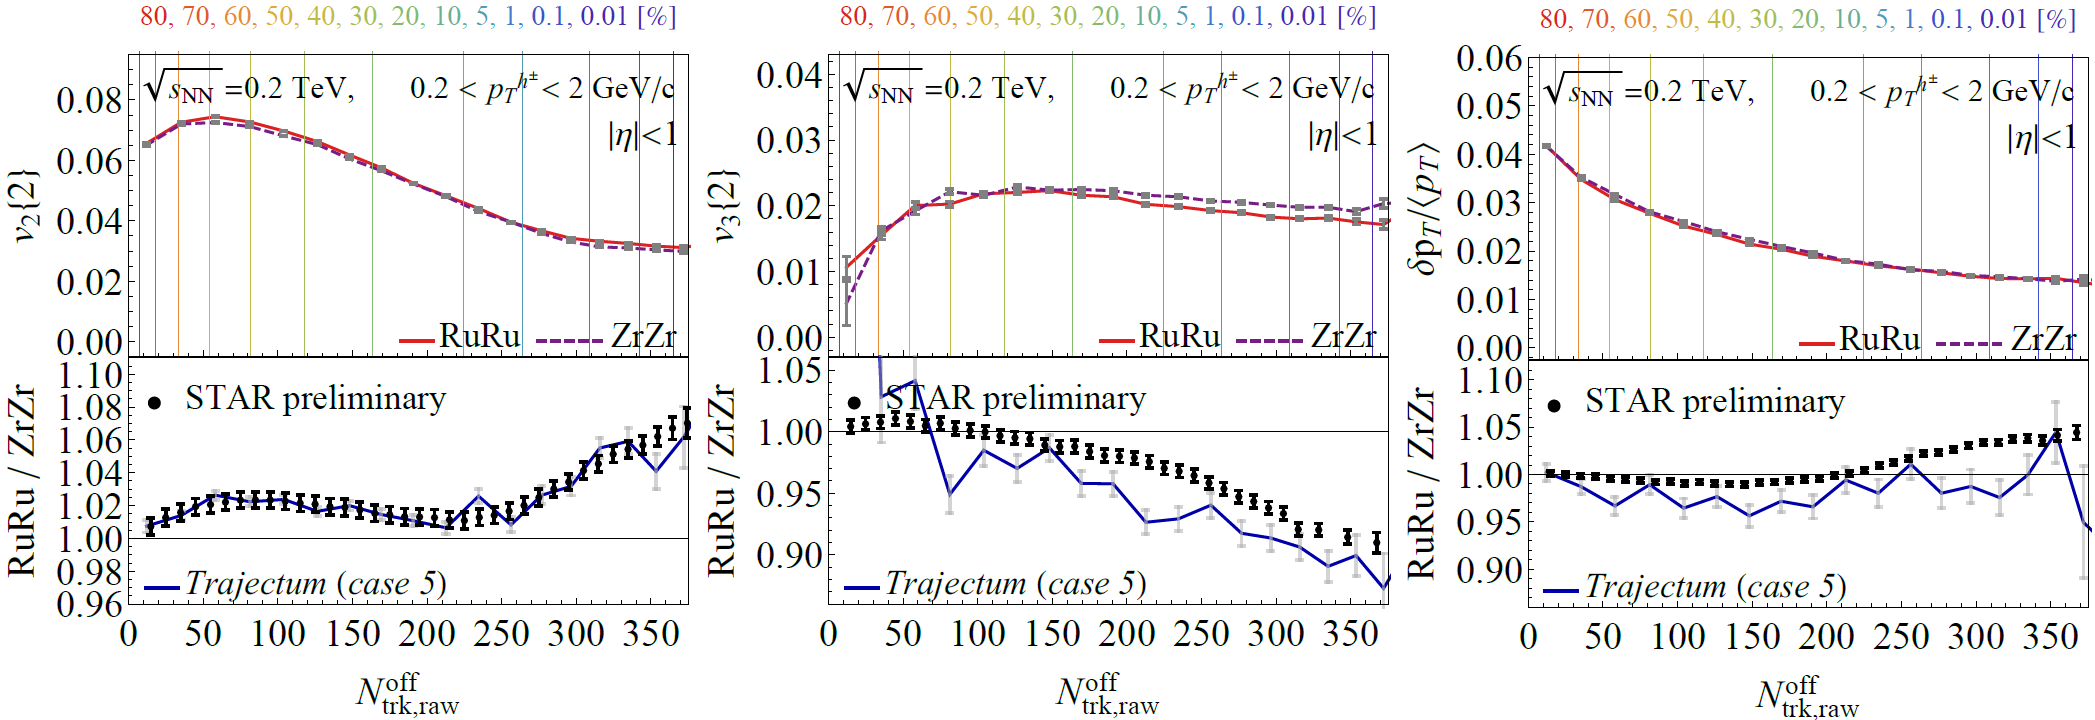 80, 70, 60, 50, 40, 30, 20, 10, 5, 1, 0.1, 0.01 [%]
√sNN =0.2 TeV, 0.2 < pT^h± < 2 GeV/c
|η|<1
v2{2}
0.08
0.06
0.04
0.02
0.00
RuRu ZrZr
RuRu / ZrZr
1.10
1.08
1.06
1.04
1.02
1.00
0.98
0.96
STAR preliminary
Trajectum (case 5)
0 50 100 150 200 250 300 350
N^off_trk,raw
80, 70, 60, 50, 40, 30, 20, 10, 5, 1, 0.1, 0.01 [%]
√sNN =0.2 TeV, 0.2 < pT^h± < 2 GeV/c
|η|<1
v3{2}
0.04
0.03
0.02
0.01
0.00
RuRu ZrZr
RuRu / ZrZr
1.05
1.00
0.95
0.90
STAR preliminary
Trajectum (case 5)
0 50 100 150 200 250 300 350
N^off_trk,raw
80, 70, 60, 50, 40, 30, 20, 10, 5, 1, 0.1, 0.01 [%]
√sNN =0.2 TeV, 0.2 < pT^h± < 2 GeV/c
|η|<1
δpT/⟨pT⟩
0.06
0.05
0.04
0.03
0.02
0.01
0.00
RuRu ZrZr
RuRu / ZrZr
1.10
1.05
1.00
0.95
0.90
STAR preliminary
Trajectum (case 5)
0 50 100 150 200 250 300 350
N^off_trk,raw